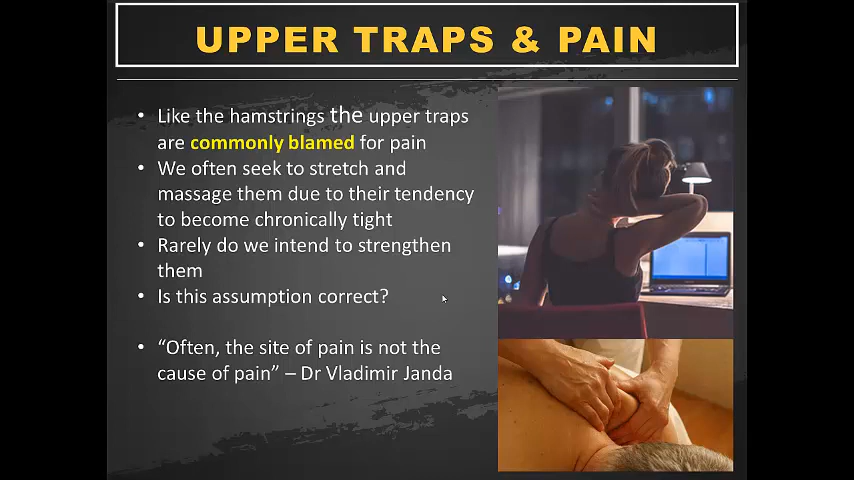 UPPER TRAPS & PAIN
• Like the hamstrings the upper traps
are commonly blamed for pain
• We often seek to stretch and
massage them due to their tendency
to become chronically tight
• Rarely do we intend to strengthen
them
• Is this assumption correct?
• “Often, the site of pain is not the
cause of pain” – Dr Vladimir Janda